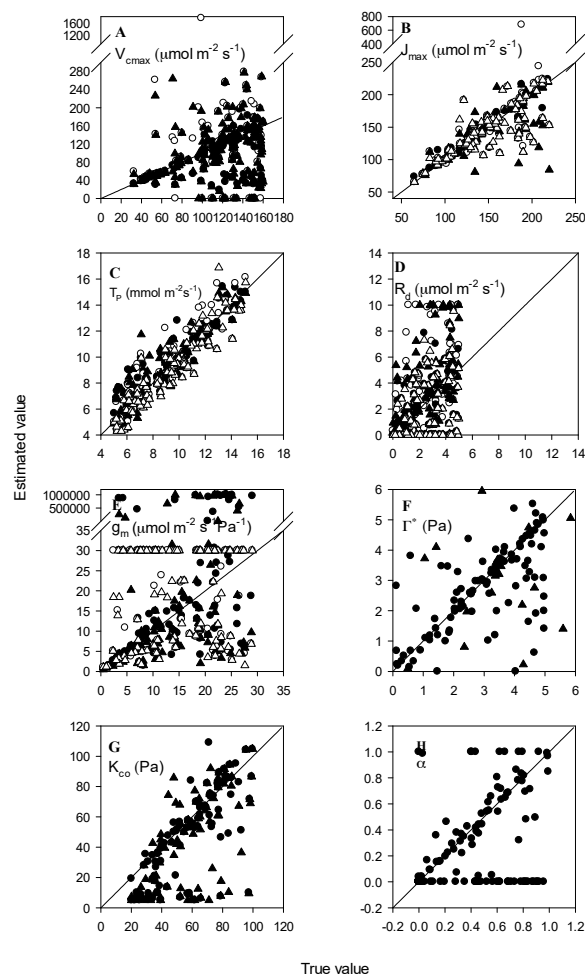 A
V_cmax (μmol m⁻² s⁻¹)
1600
1200
280
240
200
160
120
80
40
0
0 20 40 60 80 100 120 140 160 180
B
J_max (μmol m⁻² s⁻¹)
800
600
400
250
200
150
100
50
50 100 150 200 250
C
T_P (mmol m⁻²s⁻¹)
18
16
14
12
10
8
6
4
4 6 8 10 12 14 16 18
D
R_d (μmol m⁻² s⁻¹)
14
12
10
8
6
4
2
0
0 2 4 6 8 10 12 14
Estimated value
E
g_m (μmol m⁻² s⁻¹ Pa⁻¹)
1000000
500000
35
30
25
20
15
10
5
0
0 5 10 15 20 25 30 35
F
Γ* (Pa)
6
5
4
3
2
1
0
0 1 2 3 4 5 6
G
K_co (Pa)
120
100
80
60
40
20
0
0 20 40 60 80 100 120
H
α
1.2
1.0
0.8
0.6
0.4
0.2
0.0
-0.2
-0.2 0.0 0.2 0.4 0.6 0.8 1.0 1.2
True value